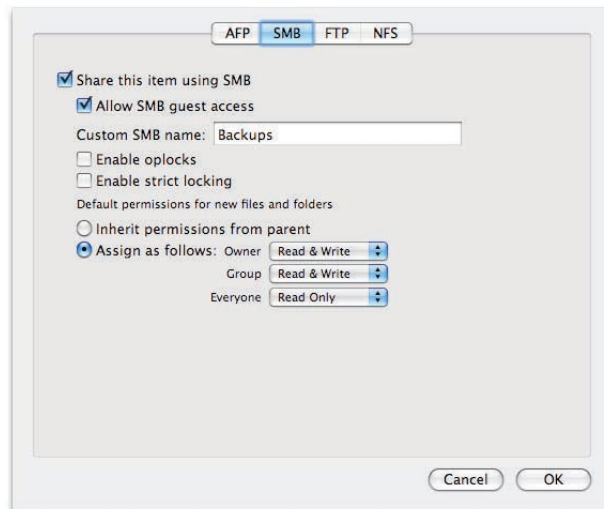 AFP SMB FTP NFS
Share this item using SMB
Allow SMB guest access
Custom SMB name: Backups
Enable oplocks
Enable strict locking
Default permissions for new files and folders
Inherit permissions from parent
Assign as follows: Owner Read & Write
Group Read & Write
Everyone Read Only
Cancel OK